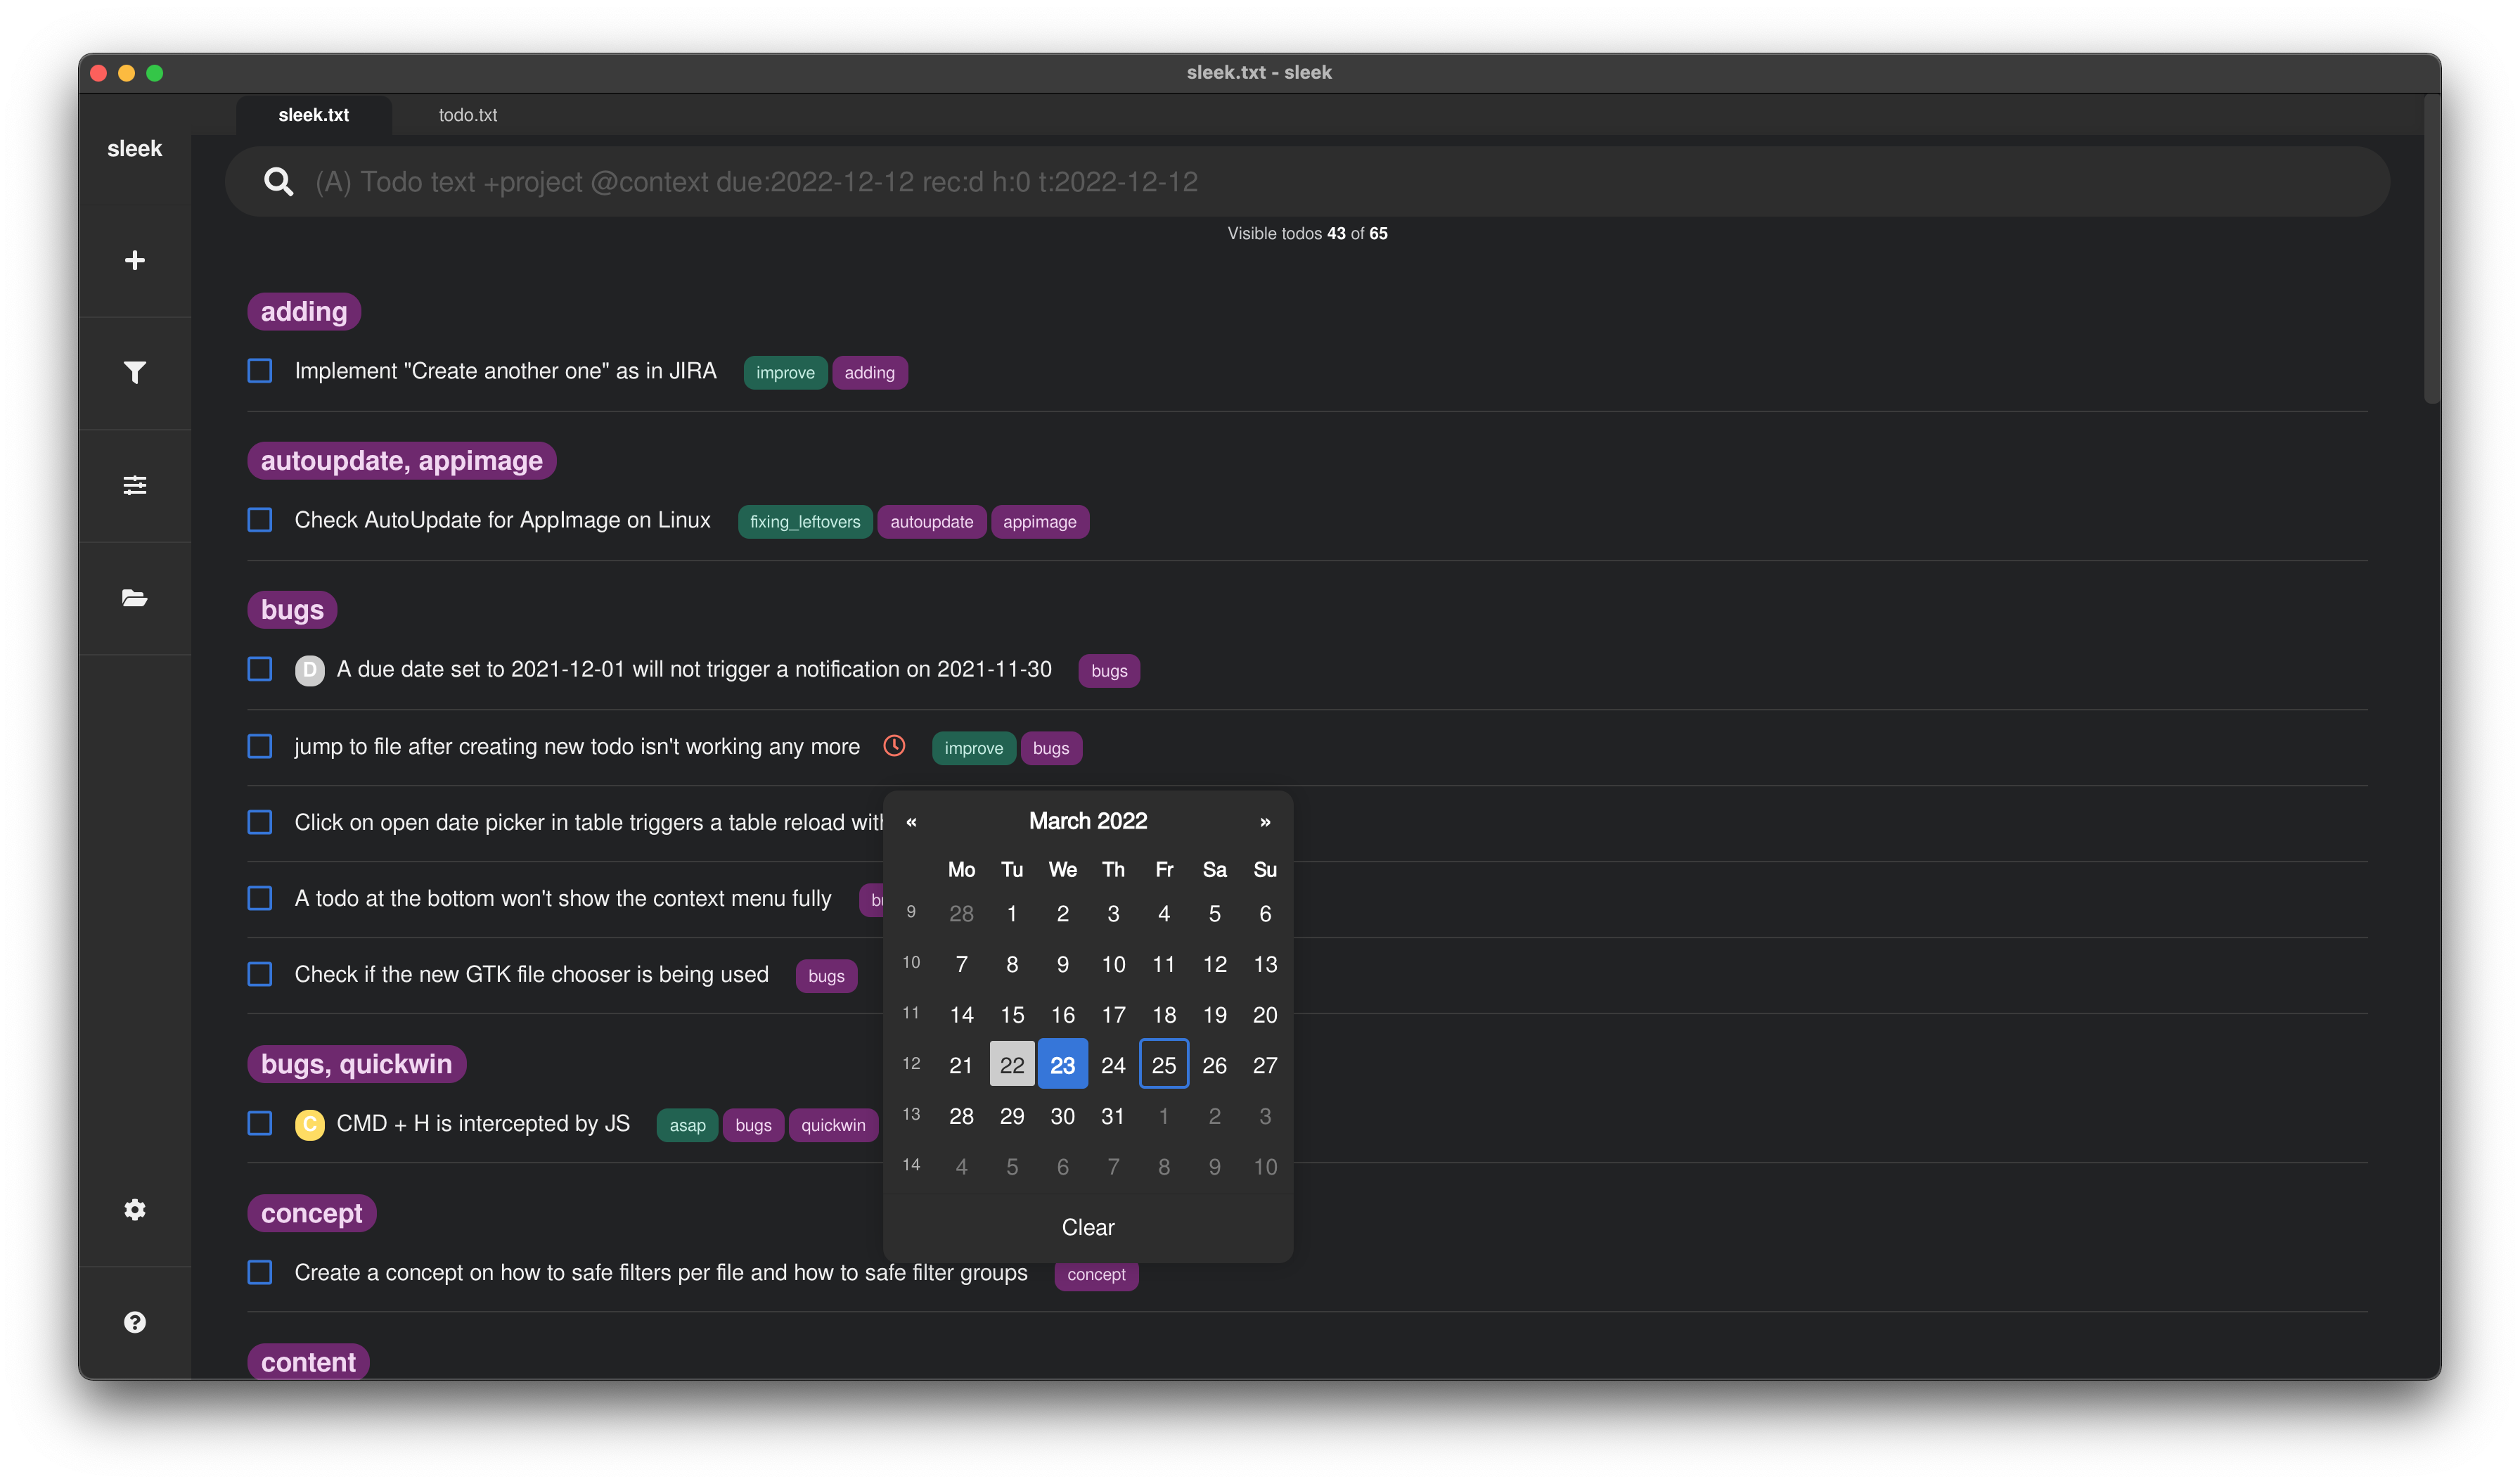 sleek.txt - sleek
sleek.txt todo.txt
sleek
(A) Todo text +project @context due:2022-12-12 rec:d h:0 t:2022-12-12
Visible todos 43 of 65
adding
Implement "Create another one" as in JIRA improve adding
autoupdate, appimage
Check AutoUpdate for AppImage on Linux fixing_leftovers autoupdate appimage
bugs
D A due date set to 2021-12-01 will not trigger a notification on 2021-11-30 bugs
jump to file after creating new todo isn't working any more improve bugs
Click on open date picker in table triggers a table reload
A todo at the bottom won't show the context menu fully
Check if the new GTK file chooser is being used bugs
bugs, quickwin
C CMD + H is intercepted by JS asap bugs quickwin
concept
Create a concept on how to safe filters per file and how to safe filter groups concept
content
« March 2022 »
Mo Tu We Th Fr Sa Su
9 28 1 2 3 4 5 6
10 7 8 9 10 11 12 13
11 14 15 16 17 18 19 20
12 21 22 23 24 25 26 27
13 28 29 30 31 1 2 3
14 4 5 6 7 8 9 10
Clear